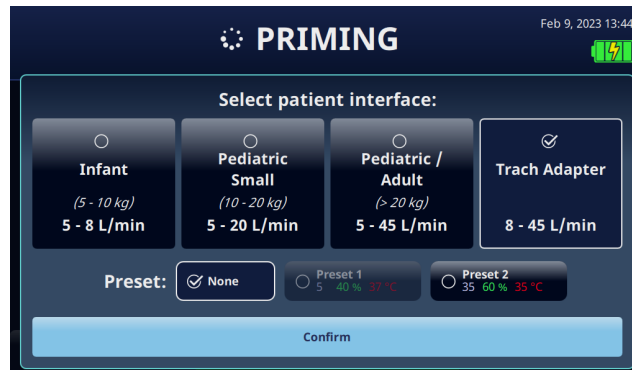 Feb 9, 2023 13:44
PRIMING
Select patient interface:
Infant
(5 - 10 kg)
5 - 8 L/min
Pediatric
Small
(10 - 20 kg)
5 - 20 L/min
Pediatric /
Adult
(> 20 kg)
5 - 45 L/min
Trach Adapter
8 - 45 L/min
Preset:
None
Preset 1
5 40 % 37 °C
Preset 2
35 60 % 35 °C
Confirm